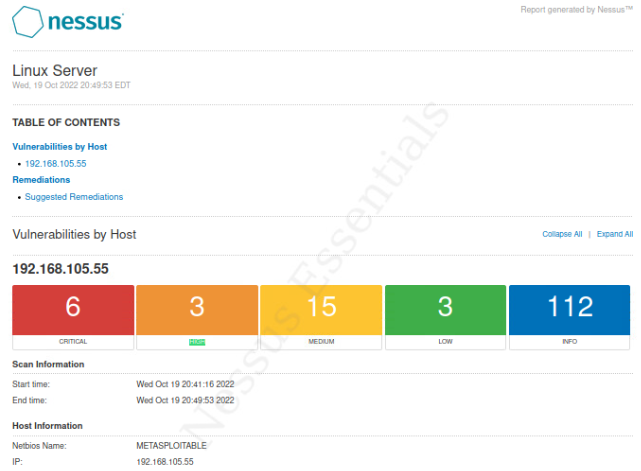 nessus
Report generated by Nessus™
Linux Server
Wed, 19 Oct 2022 20:49:53 EDT
TABLE OF CONTENTS
Vulnerabilities by Host
• 192.168.105.55
Remediations
• Suggested Remediations
Vulnerabilities by Host
Collapse All | Expand All
192.168.105.55
6 3 15 3 112
CRITICAL HIGH MEDIUM LOW INFO
Scan Information
Start time: Wed Oct 19 20:41:16 2022
End time: Wed Oct 19 20:49:53 2022
Host Information
Netbios Name: METASPLOITABLE
IP: 192.168.105.55
Nessus Essentials